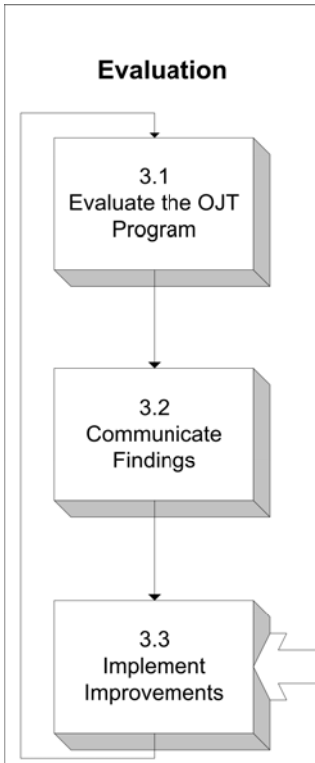 Evaluation
3.1
Evaluate the OJT
Program
3.2
Communicate
Findings
3.3
Implement
Improvements